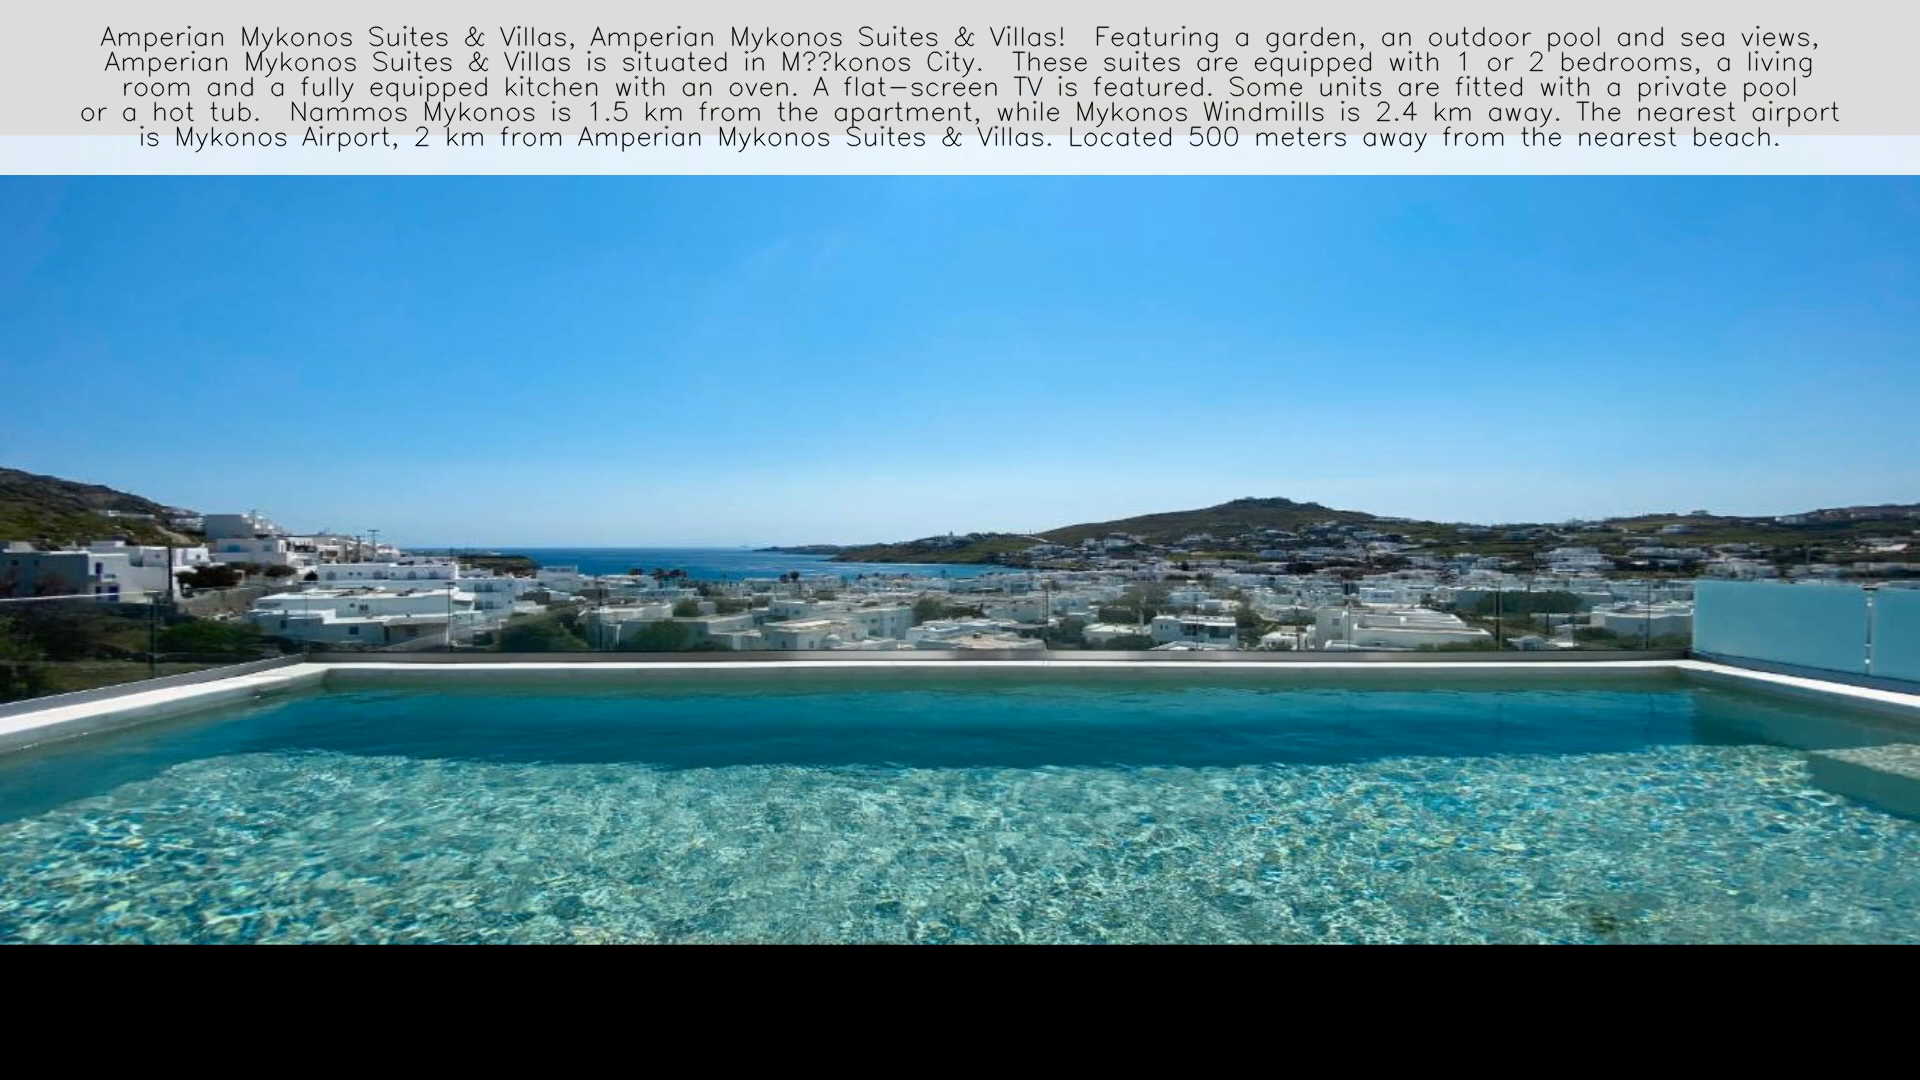 Amperian Mykonos Suites & Villas, Amperian Mykonos Suites & Villas!  Featuring a garden, an outdoor pool and sea views,
Amperian Mykonos Suites & Villas is situated in M??konos City.  These suites are equipped with 1 or 2 bedrooms, a living
room and a fully equipped kitchen with an oven. A flat-screen TV is featured. Some units are fitted with a private pool
or a hot tub.  Nammos Mykonos is 1.5 km from the apartment, while Mykonos Windmills is 2.4 km away. The nearest airport
is Mykonos Airport, 2 km from Amperian Mykonos Suites & Villas. Located 500 meters away from the nearest beach.